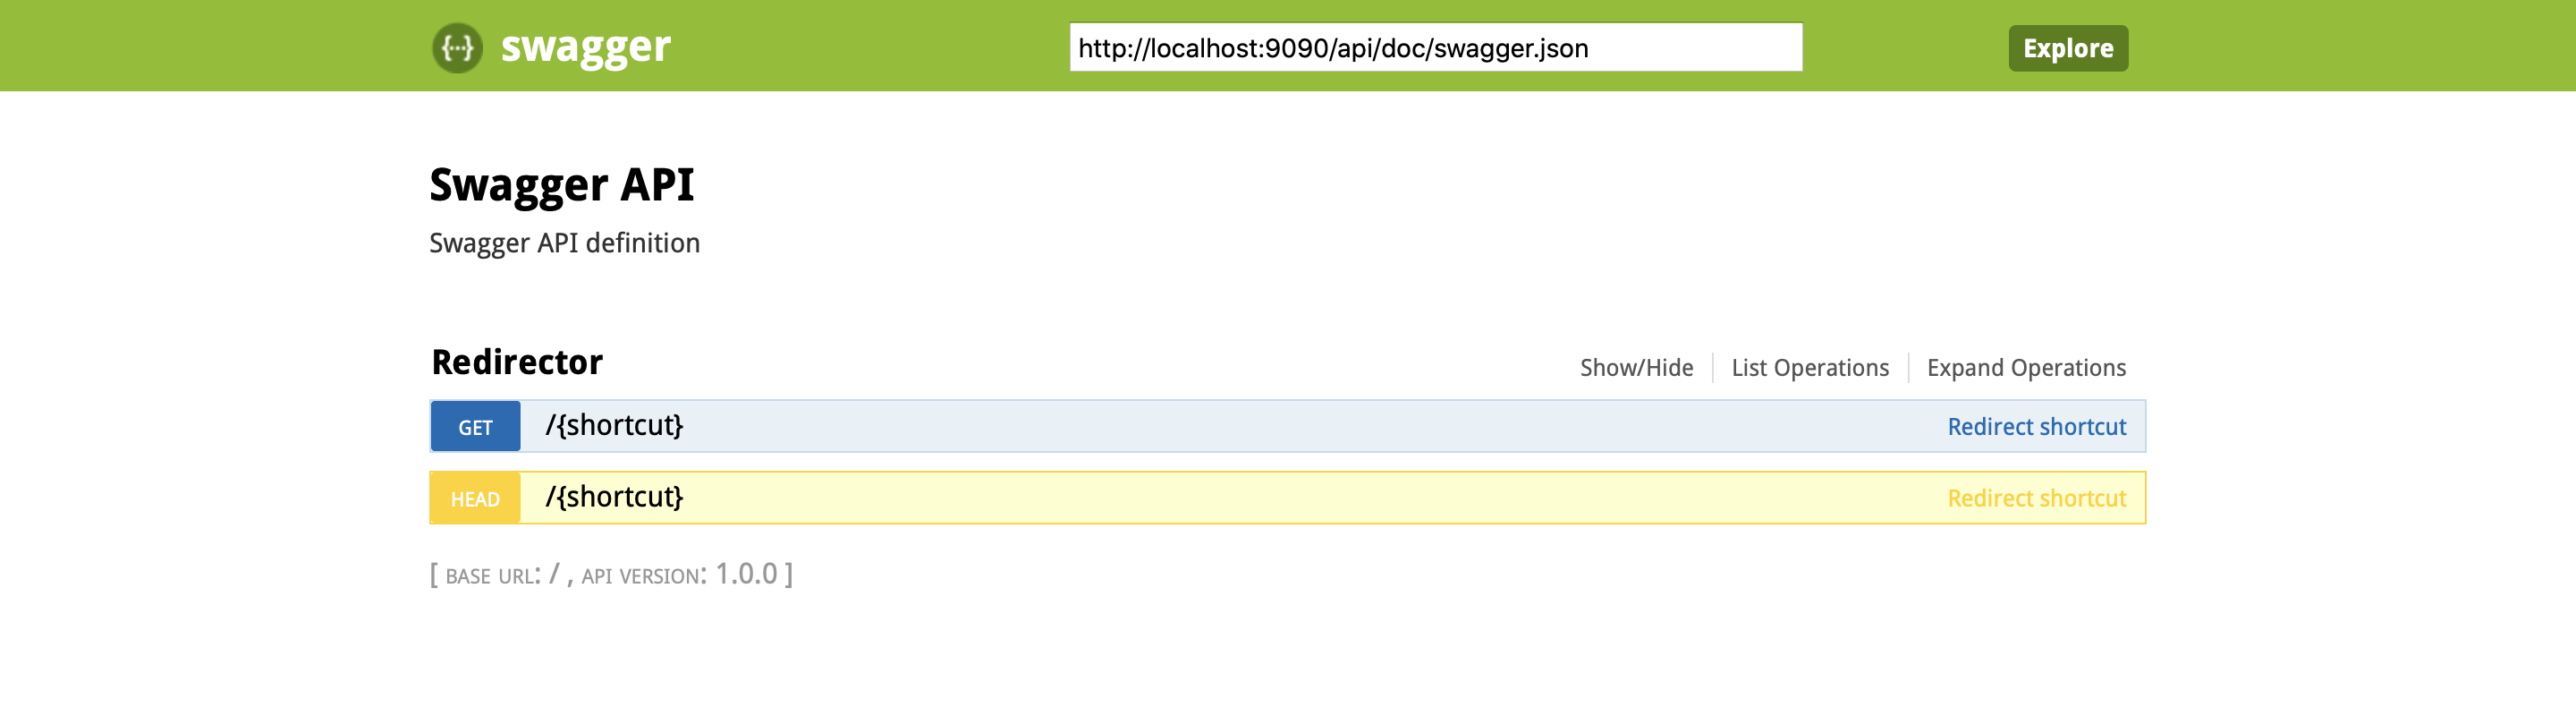 {···} swagger http://localhost:9090/api/doc/swagger.json Explore
Swagger API
Swagger API definition
Redirector Show/Hide List Operations Expand Operations
GET /{shortcut} Redirect shortcut
HEAD /{shortcut} Redirect shortcut
[ BASE URL: / , API VERSION: 1.0.0 ]